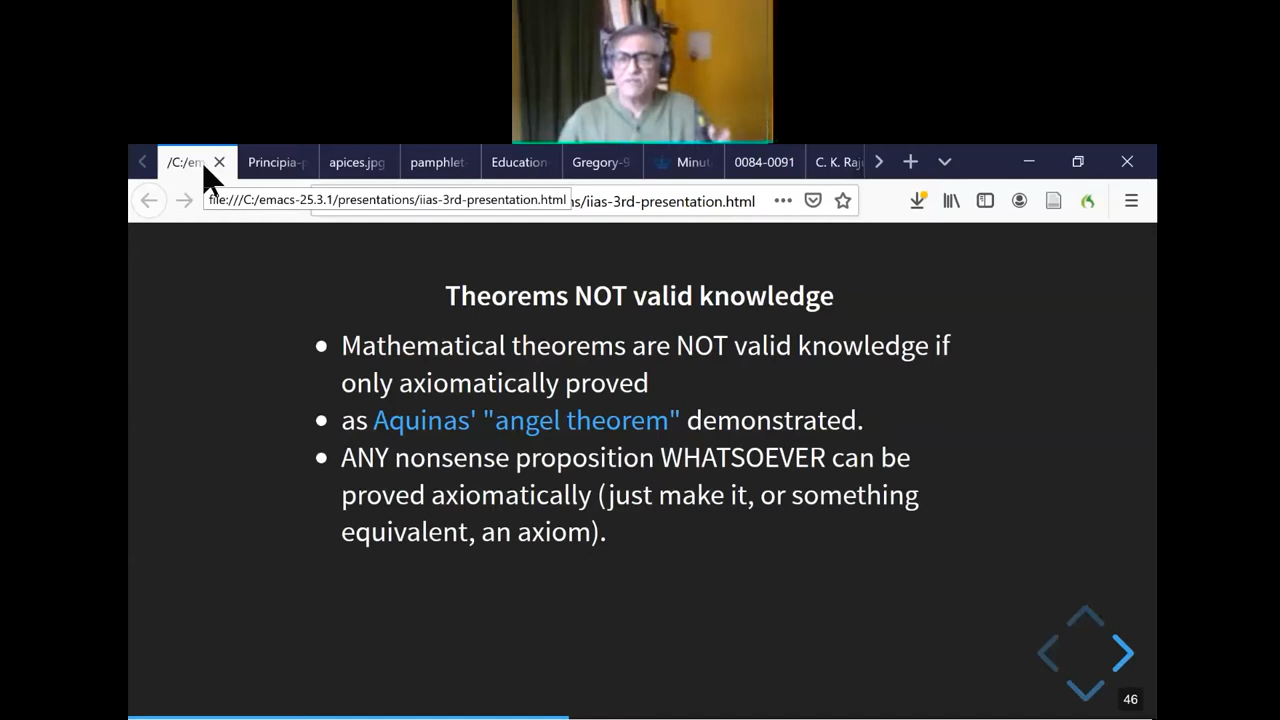 /C:/em
Principia-p
apices.jpg
pamphlet-
Education
Gregory-9
Minut
0084-0091
C. K. Raju
file:///C:/emacs-25.3.1/presentations/iias-3rd-presentation.html
s/iias-3rd-presentation.html
Theorems NOT valid knowledge
• Mathematical theorems are NOT valid knowledge if
only axiomatically proved
• as Aquinas' "angel theorem" demonstrated.
• ANY nonsense proposition WHATSOEVER can be
proved axiomatically (just make it, or something
equivalent, an axiom).
46